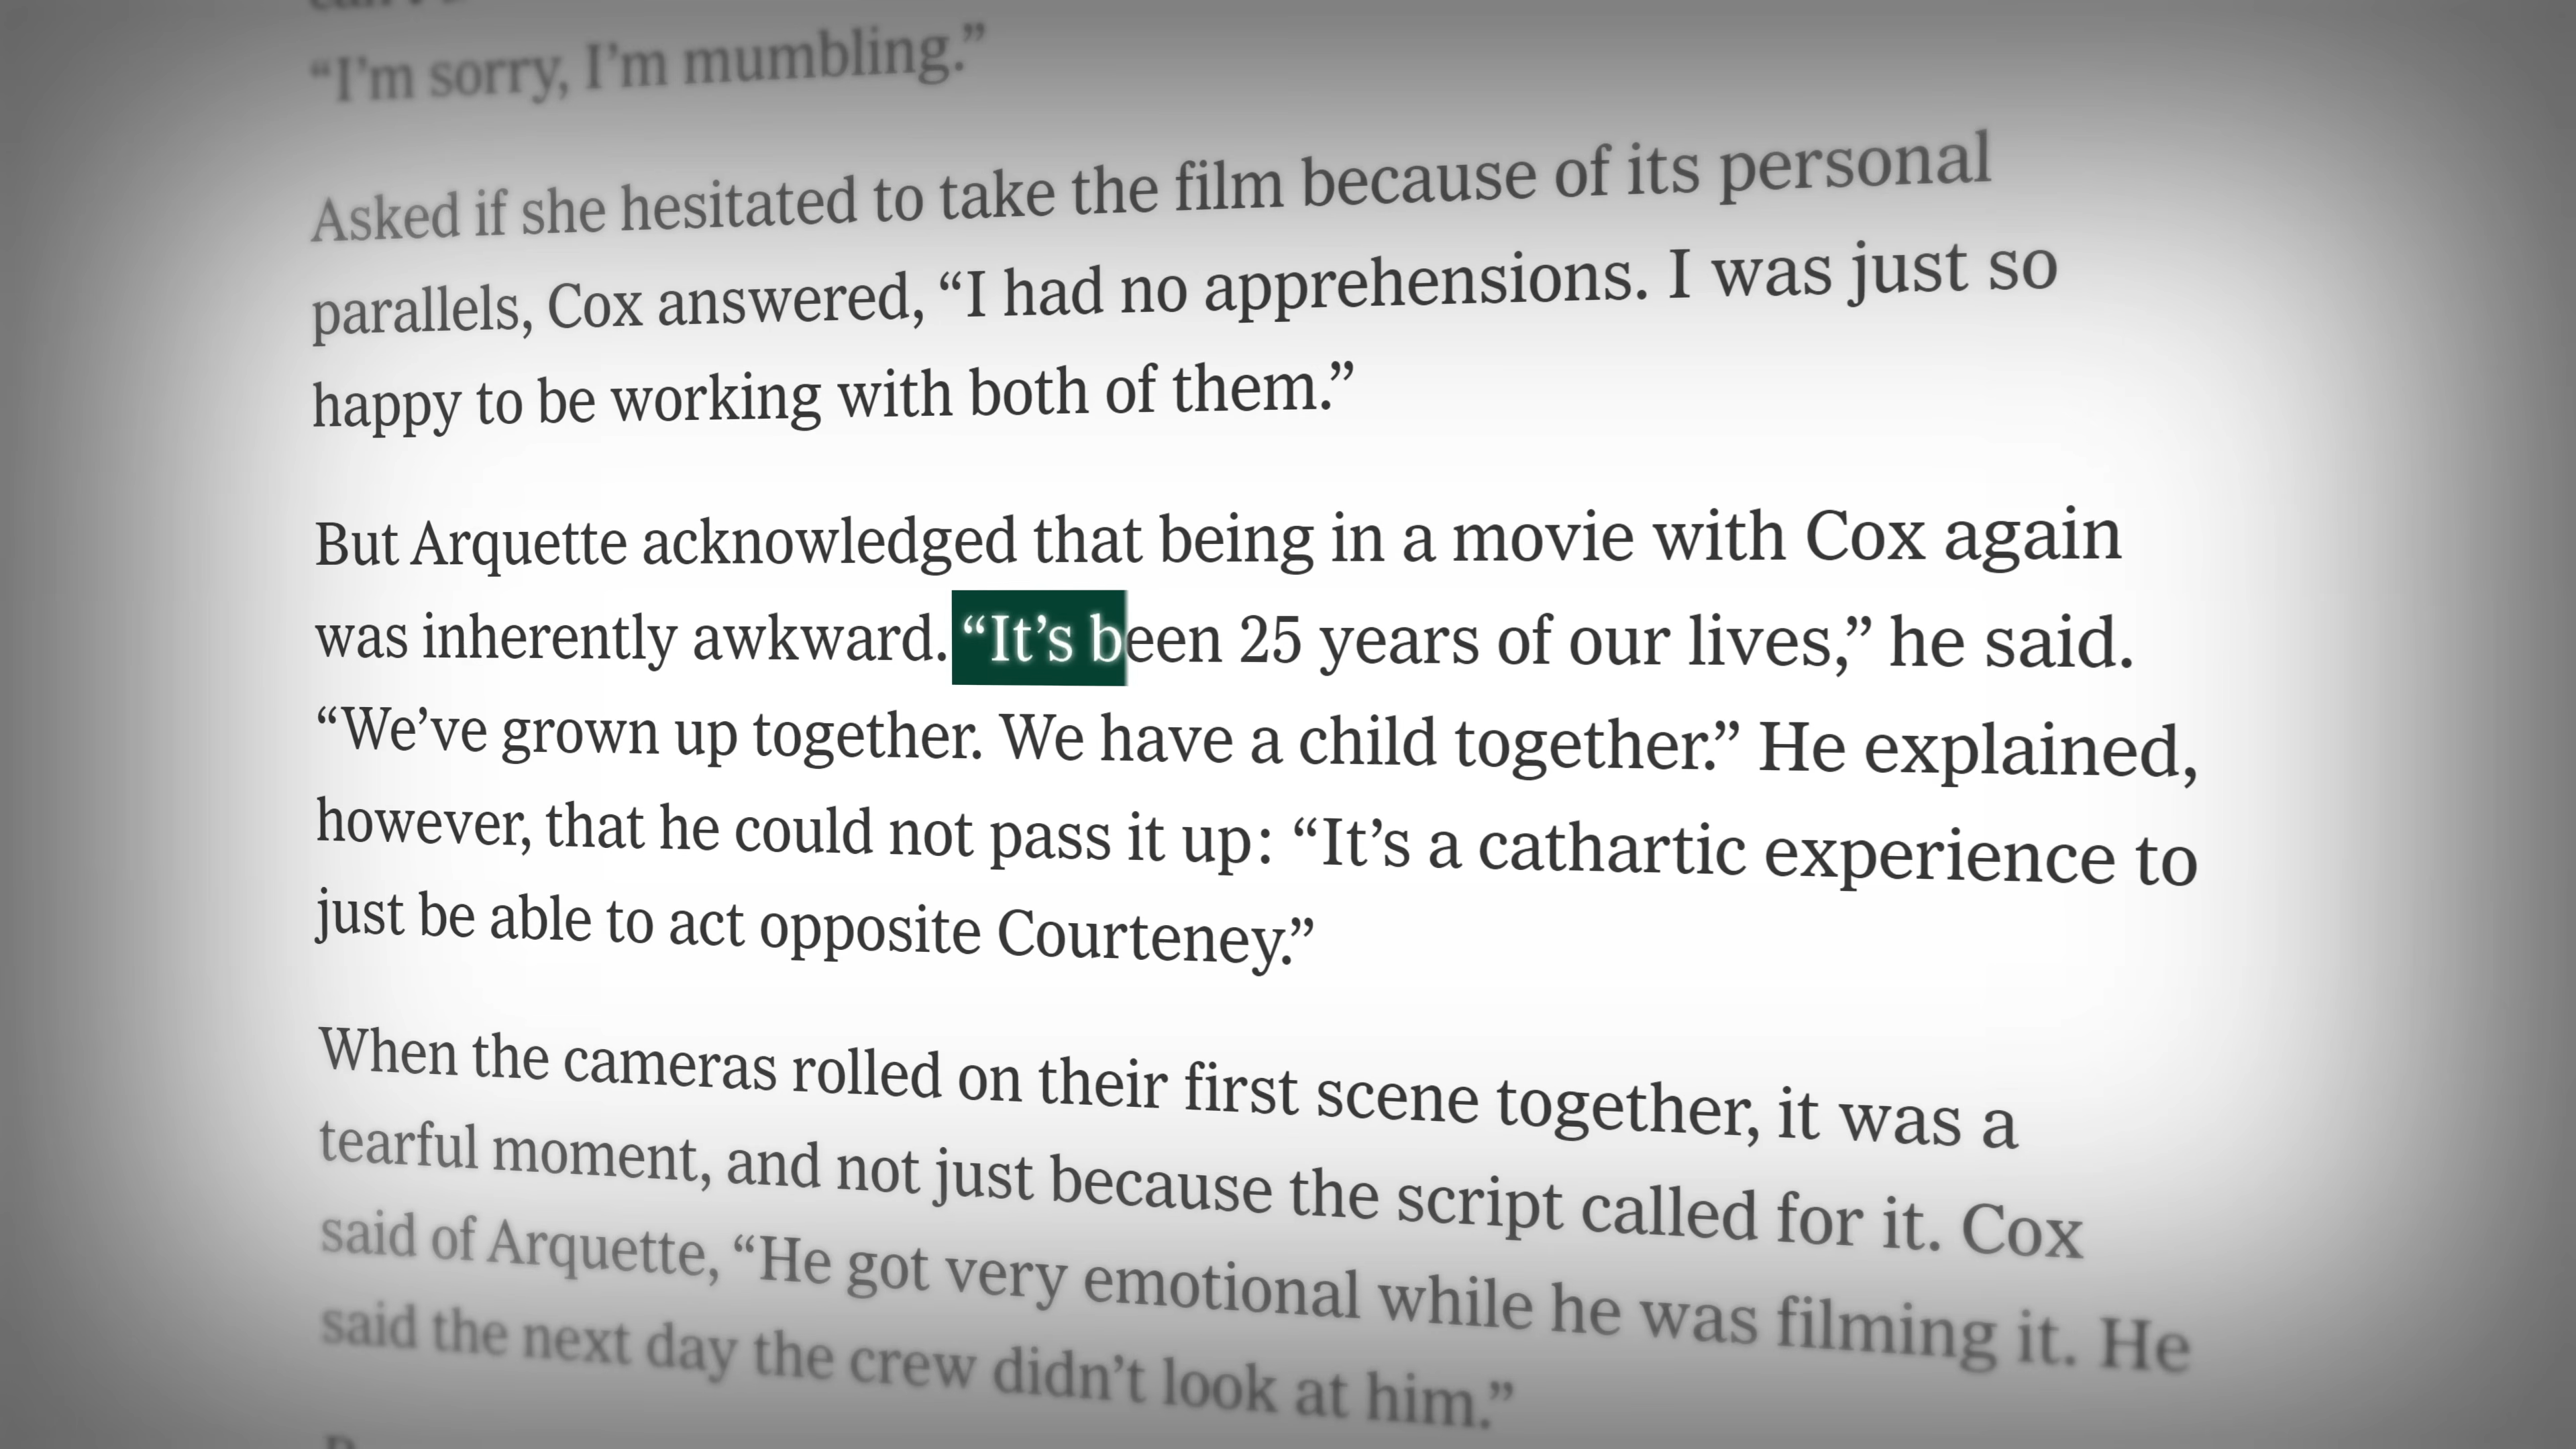 “I’m sorry, I’m mumbling.”
Asked if she hesitated to take the film because of its personal
parallels, Cox answered, “I had no apprehensions. I was just so
happy to be working with both of them.”
But Arquette acknowledged that being in a movie with Cox again
was inherently awkward. “It’s been 25 years of our lives,” he said.
“We’ve grown up together. We have a child together.” He explained,
however, that he could not pass it up: “It’s a cathartic experience to
just be able to act opposite Courteney.”
When the cameras rolled on their first scene together, it was a
tearful moment, and not just because the script called for it. Cox
said of Arquette, “He got very emotional while he was filming it. He
said the next day the crew didn’t look at him.”